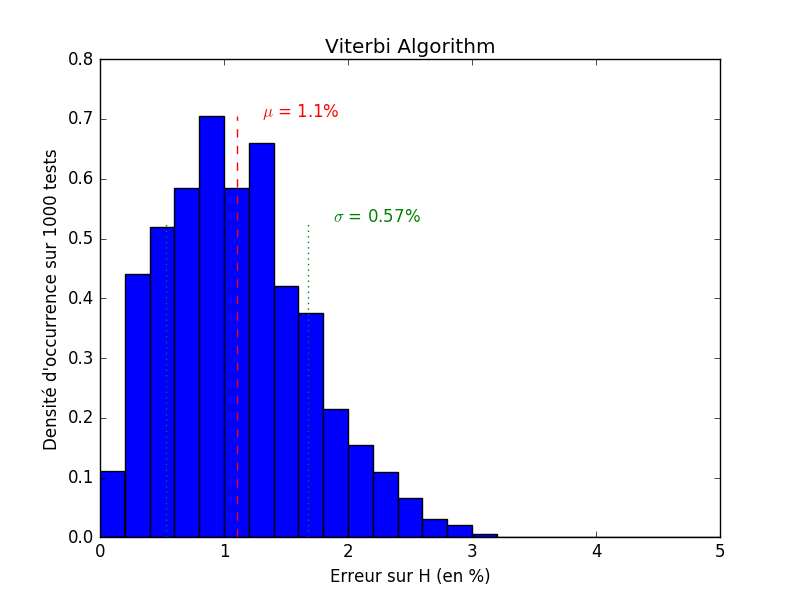 Viterbi Algorithm
0.8
0.7
0.6
0.5
0.4
0.3
0.2
0.1
0.0
Densité d'occurrence sur 1000 tests
μ = 1.1%
σ = 0.57%
0 1 2 3 4 5
Erreur sur H (en %)